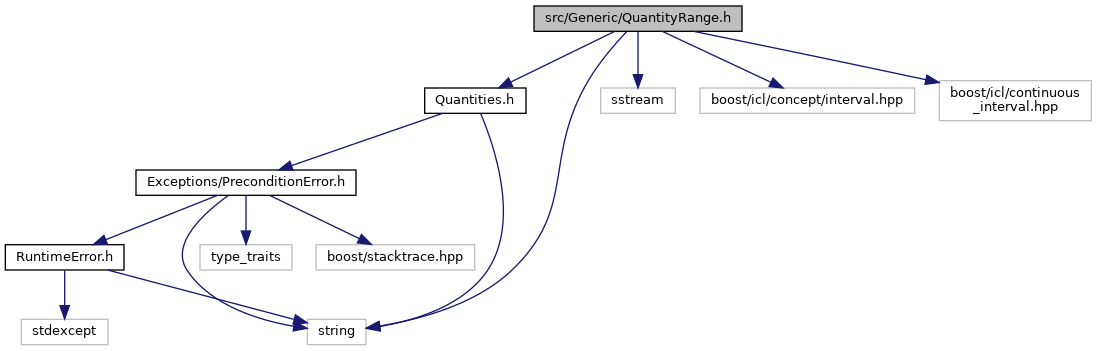 src/Generic/QuantityRange.h
Quantities.h
sstream
boost/icl/concept/interval.hpp
boost/icl/continuous
_interval.hpp
Exceptions/PreconditionError.h
RuntimeError.h
type_traits
boost/stacktrace.hpp
stdexcept
string